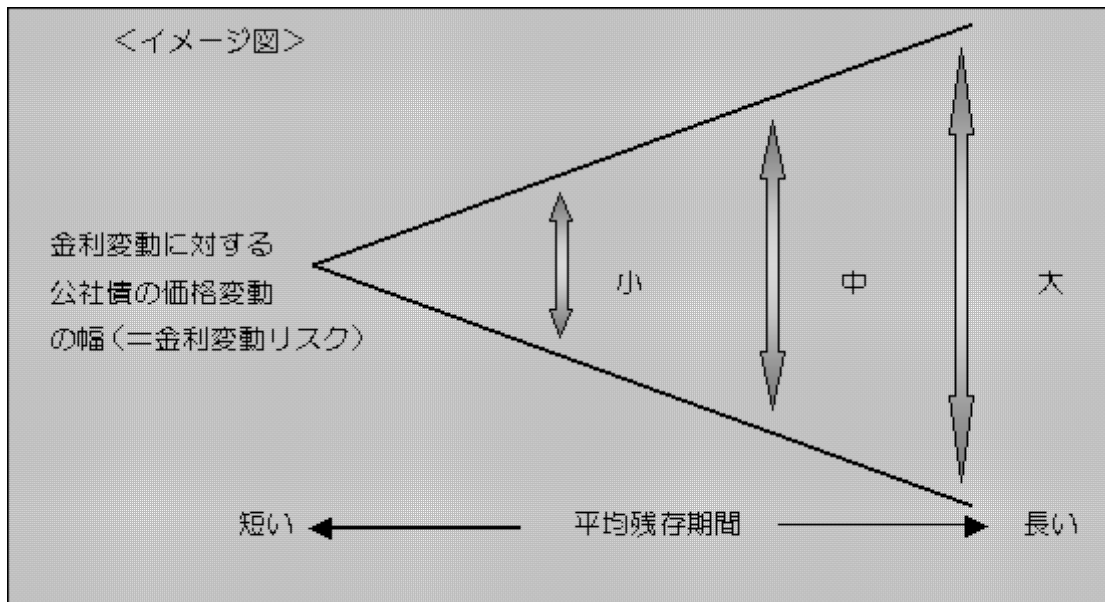 <イメージ図>
金利変動に対する
公社債の価格変動
の幅(=金利変動リスク)
小
中
大
短い
平均残存期間
長い